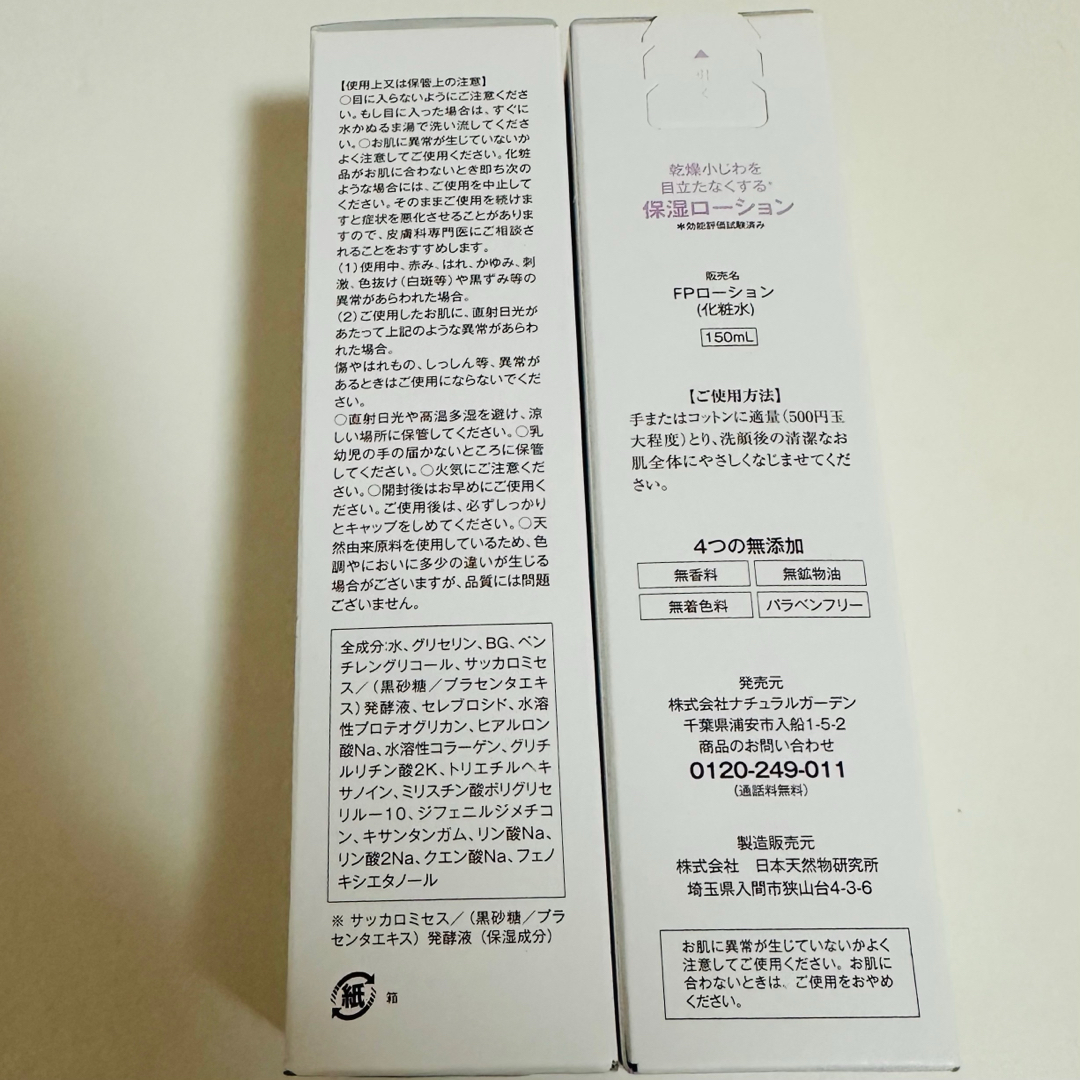 【使用上又は保管上の注意】
○目に入らないようにご注意くださ
い。もし目に入った場合は、すぐに
水かぬるま湯で洗い流してくださ
い。○お肌に異常が生じていないか
よく注意してご使用ください。化粧
品がお肌に合わないとき即ち次の
ような場合には、ご使用を中止して
ください。そのままご使用を続けま
すと症状を悪化させることがありま
すので、皮膚科専門医にご相談さ
れることをおすすめします。
(1)使用中、赤み、はれ、かゆみ、刺
激、色抜け(白斑等)や黒ずみ等の
異常があらわれた場合。
(2)ご使用したお肌に、直射日光が
あたって上記のような異常があらわ
れた場合。
傷やはれもの、しっしん等、異常が
あるときはご使用にならないでくだ
さい。
○直射日光や高温多湿を避け、涼
しい場所に保管してください。○乳
幼児の手の届かないところに保管
してください。○火気にご注意くだ
さい。○開封後はお早めにご使用く
ださい。ご使用後は、必ずしっかり
とキャップをしめてください。○天
然由来原料を使用しているため、色
調やにおいに多少の違いが生じる
場合がございますが、品質には問題
ございません。
全成分:水、グリセリン、BG、ペン
チレングリコール、サッカロミセ
ス/(黒砂糖/プラセンタエキ
ス)発酵液、セレブロシド、水溶
性プロテオグリカン、ヒアルロン
酸Na、水溶性コラーゲン、グリチ
ルリチン酸2K、トリエチルヘキ
サノイン、ミリスチン酸ポリグリセ
リル-10、ジフェニルジメチコ
ン、キサンタンガム、リン酸Na、
リン酸2Na、クエン酸Na、フェノ
キシエタノール
※ サッカロミセス/(黒砂糖/プラ
センタエキス)発酵液(保湿成分)
紙 箱
引く
乾燥小じわを
目立たなくする*
保湿ローション
*効能評価試験済み
販売名
FPローション
(化粧水)
150mL
【ご使用方法】
手またはコットンに適量(500円玉
大程度)とり、洗顔後の清潔なお
肌全体にやさしくなじませてくだ
さい。
4つの無添加
無香料 無鉱物油
無着色料 パラベンフリー
発売元
株式会社ナチュラルガーデン
千葉県浦安市入船1-5-2
商品のお問い合わせ
0120-249-011
(通話料無料)
製造販売元
株式会社 日本天然物研究所
埼玉県入間市狭山台4-3-6
お肌に異常が生じていないかよく
注意してご使用ください。お肌に
合わないときは、ご使用をおやめ
ください。